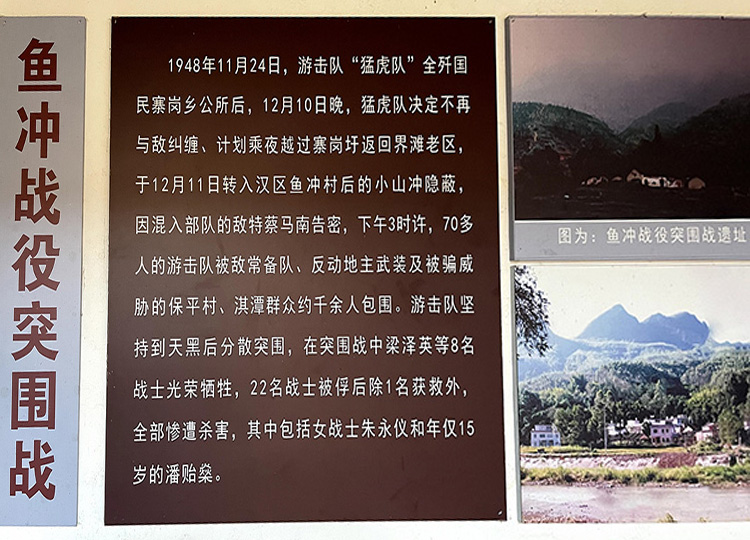 鱼冲战役突围战
1948年11月24日，游击队“猛虎队”全歼国
民寨岗乡公所后，12月10日晚，猛虎队决定不再
与敌纠缠、计划乘夜越过寨岗圩返回界滩老区，
于12月11日转入汉区鱼冲村后的小山冲隐蔽，
因混入部队的敌特蔡马南告密，下午3时许，70多
人的游击队被敌常备队、反动地主武装及被骗威
胁的保平村、淇潭群众约千余人包围。游击队坚
持到天黑后分散突围，在突围战中梁泽英等8名
战士光荣牺牲，22名战士被俘后除1名获救外，
全部惨遭杀害，其中包括女战士朱永仪和年仅15
岁的潘贻燊。
图为：鱼冲战役突围战遗址